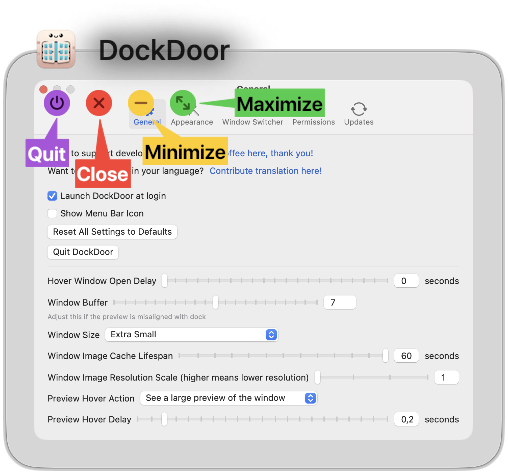 DockDoor
General
Maximize
General Appearance Window Switcher Permissions Updates
Quit
Close
Minimize
to support develo offee here, thank you!
Want to in your language? Contribute translation here!
Launch DockDoor at login
Show Menu Bar Icon
Reset All Settings to Defaults
Quit DockDoor
Hover Window Open Delay 0 seconds
Window Buffer 7
Adjust this if the preview is misaligned with dock
Window Size Extra Small
Window Image Cache Lifespan 60 seconds
Window Image Resolution Scale (higher means lower resolution) 1
Preview Hover Action See a large preview of the window
Preview Hover Delay 0,2 seconds